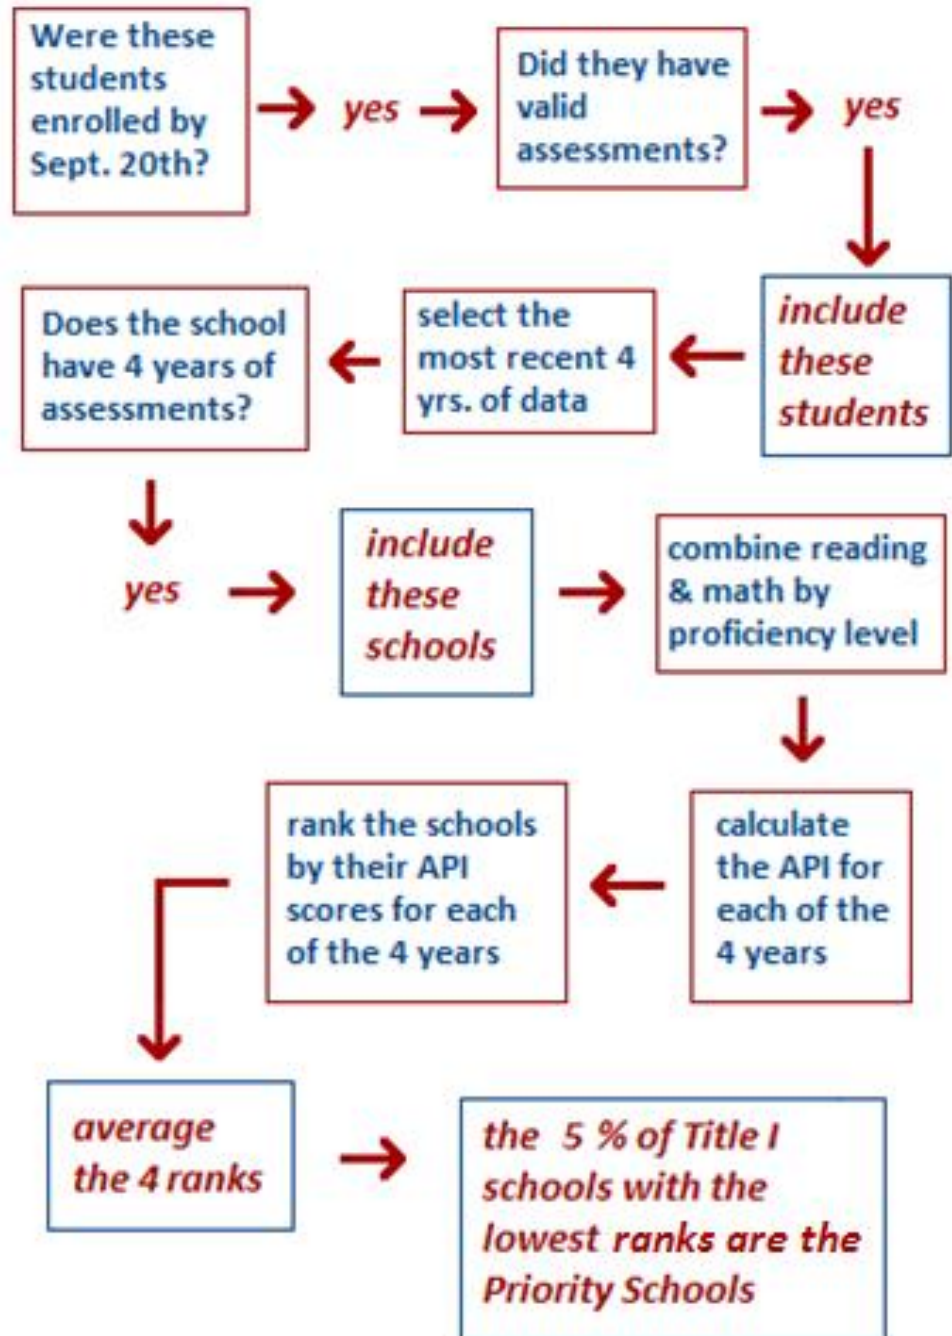 Were these
students
enrolled by
Sept. 20th?
yes
Did they have
valid
assessments?
yes
include
these
students
select the
most recent 4
yrs. of data
Does the school
have 4 years of
assessments?
yes
include
these
schools
combine reading
& math by
proficiency level
calculate
the API for
each of the
4 years
rank the schools
by their API
scores for each
of the 4 years
average
the 4 ranks
the 5 % of Title I
schools with the
lowest ranks are the
Priority Schools